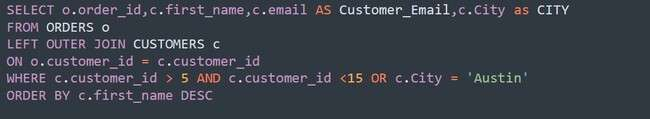 SELECT o.order_id,c.first_name,c.email AS Customer_Email,c.City as CITY
FROM ORDERS o
LEFT OUTER JOIN CUSTOMERS c
ON o.customer_id = c.customer_id
WHERE c.customer_id > 5 AND c.customer_id <15 OR c.City = 'Austin'
ORDER BY c.first_name DESC